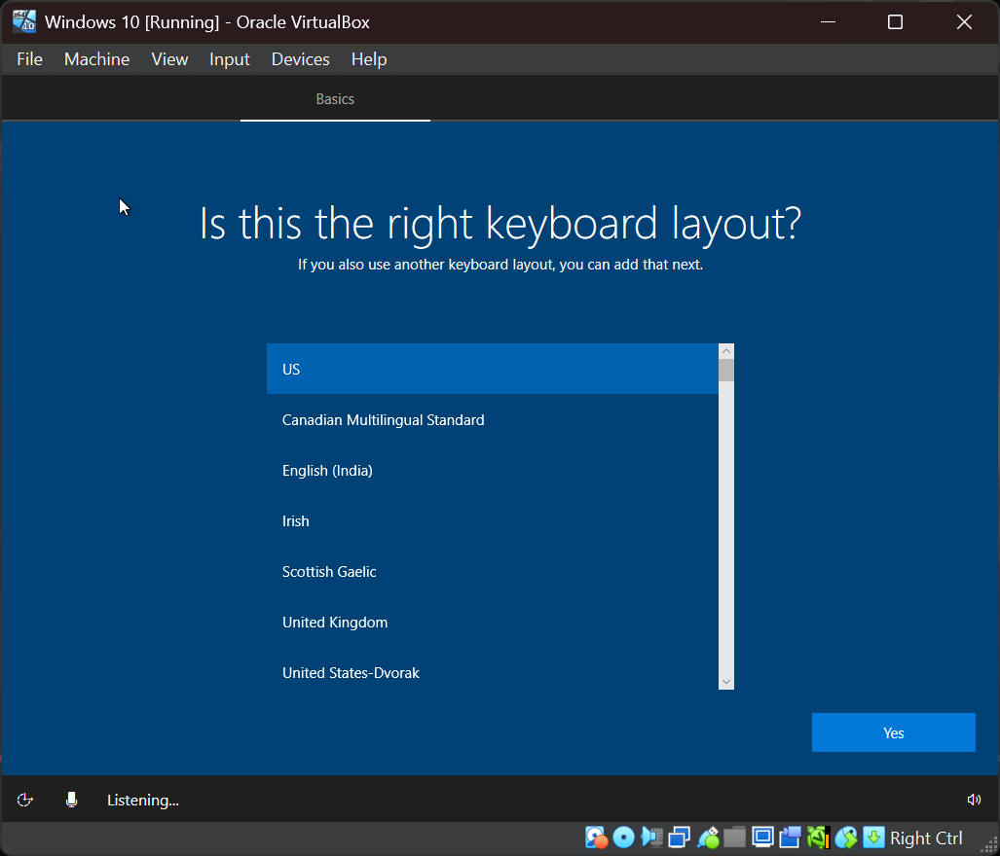 Windows 10 [Running] - Oracle VirtualBox
File Machine View Input Devices Help
Basics
Is this the right keyboard layout?
If you also use another keyboard layout, you can add that next.
US
Canadian Multilingual Standard
English (India)
Irish
Scottish Gaelic
United Kingdom
United States-Dvorak
Yes
Listening...
Right Ctrl